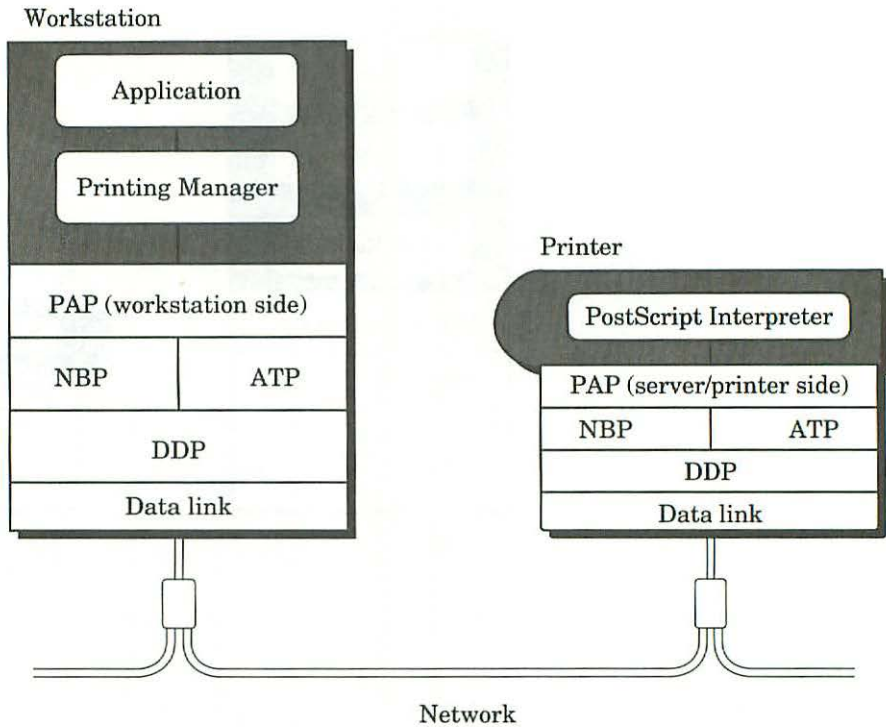 Workstation
Application
Printing Manager
PAP (workstation side)
NBP
ATP
DDP
Data link
Printer
PostScript Interpreter
PAP (server/printer side)
NBP
ATP
DDP
Data link
Network